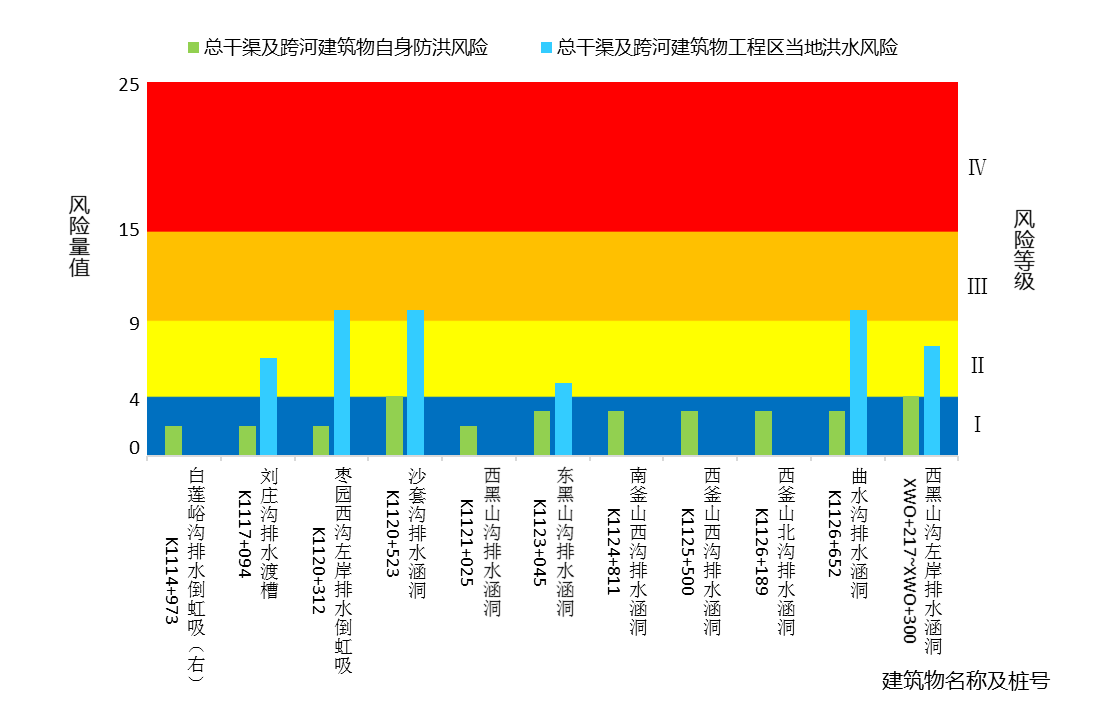 总干渠及跨河建筑物自身防洪风险
总干渠及跨河建筑物工程区当地洪水风险
25
15
9
4
0
风险量值
Ⅳ
Ⅲ
Ⅱ
Ⅰ
风险等级
白莲峪沟排水倒虹吸（右）
K1114+973
刘庄沟排水渡槽
K1117+094
枣园西沟左岸排水倒虹吸
K1120+312
沙套沟排水涵洞
K1120+523
西黑山沟排水涵洞
K1121+025
东黑山沟排水涵洞
K1123+045
南釜山西沟排水涵洞
K1124+811
西釜山西沟排水涵洞
K1125+500
西釜山北沟排水涵洞
K1126+189
曲水沟排水涵洞
K1126+652
西黑山沟左岸排水涵洞
XWO+217~XWO+300
建筑物名称及桩号